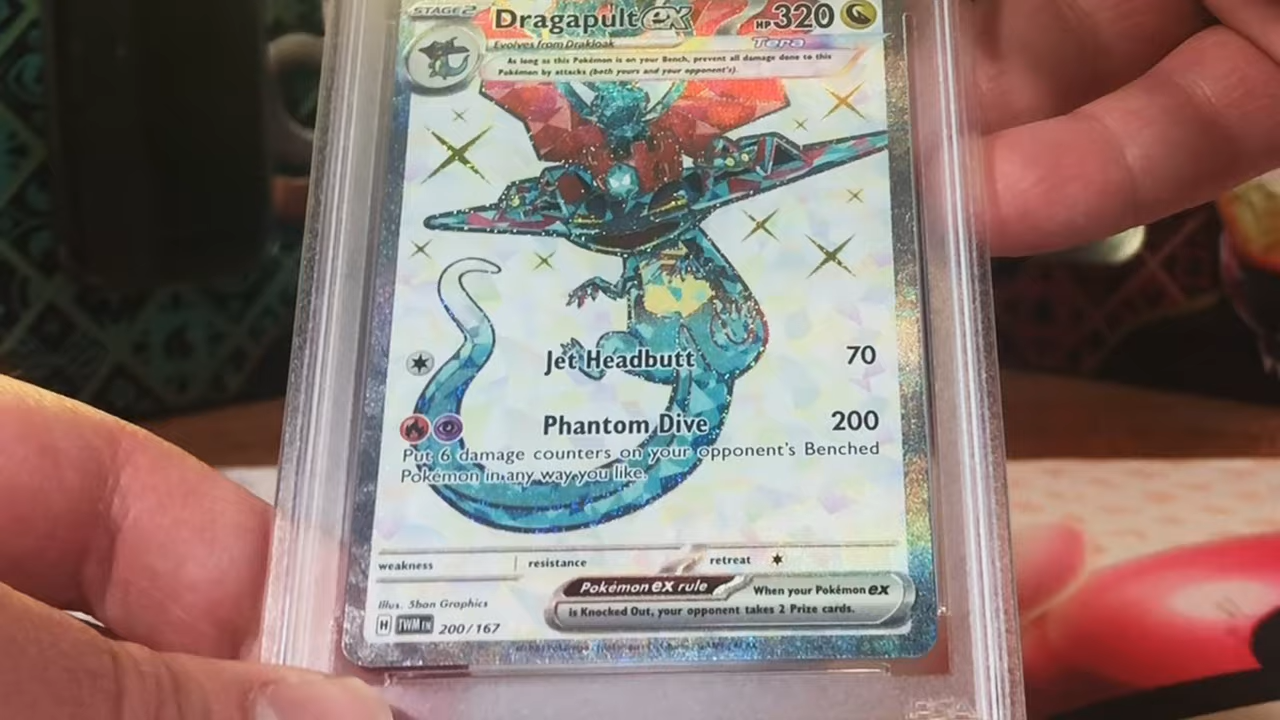 STAGE 2 Dragapult ex HP 320
Evolves from Drakloak Tera
As long as this Pokémon is on your Bench, prevent all damage done to this
Pokémon by attacks (both yours and your opponent's).
Jet Headbutt 70
Phantom Dive 200
Put 6 damage counters on your opponent's Benched
Pokémon in any way you like.
weakness resistance retreat
Pokémon ex rule When your Pokémon ex
is Knocked Out, your opponent takes 2 Prize cards.
Illus. 5ban Graphics
H TWM EN 200/167